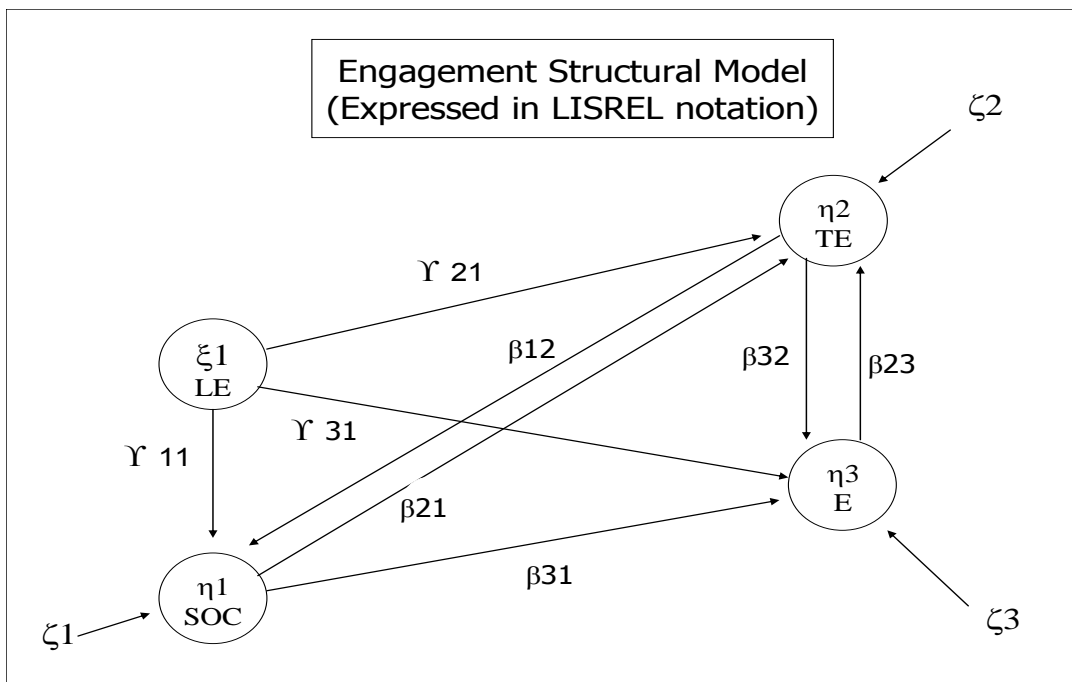 Engagement Structural Model
(Expressed in LISREL notation)
ζ2
η2
TE
ϒ 21
ξ1
LE
β12
β32
β23
ϒ 31
ϒ 11
η3
E
β21
β31
η1
SOC
ζ1
ζ3